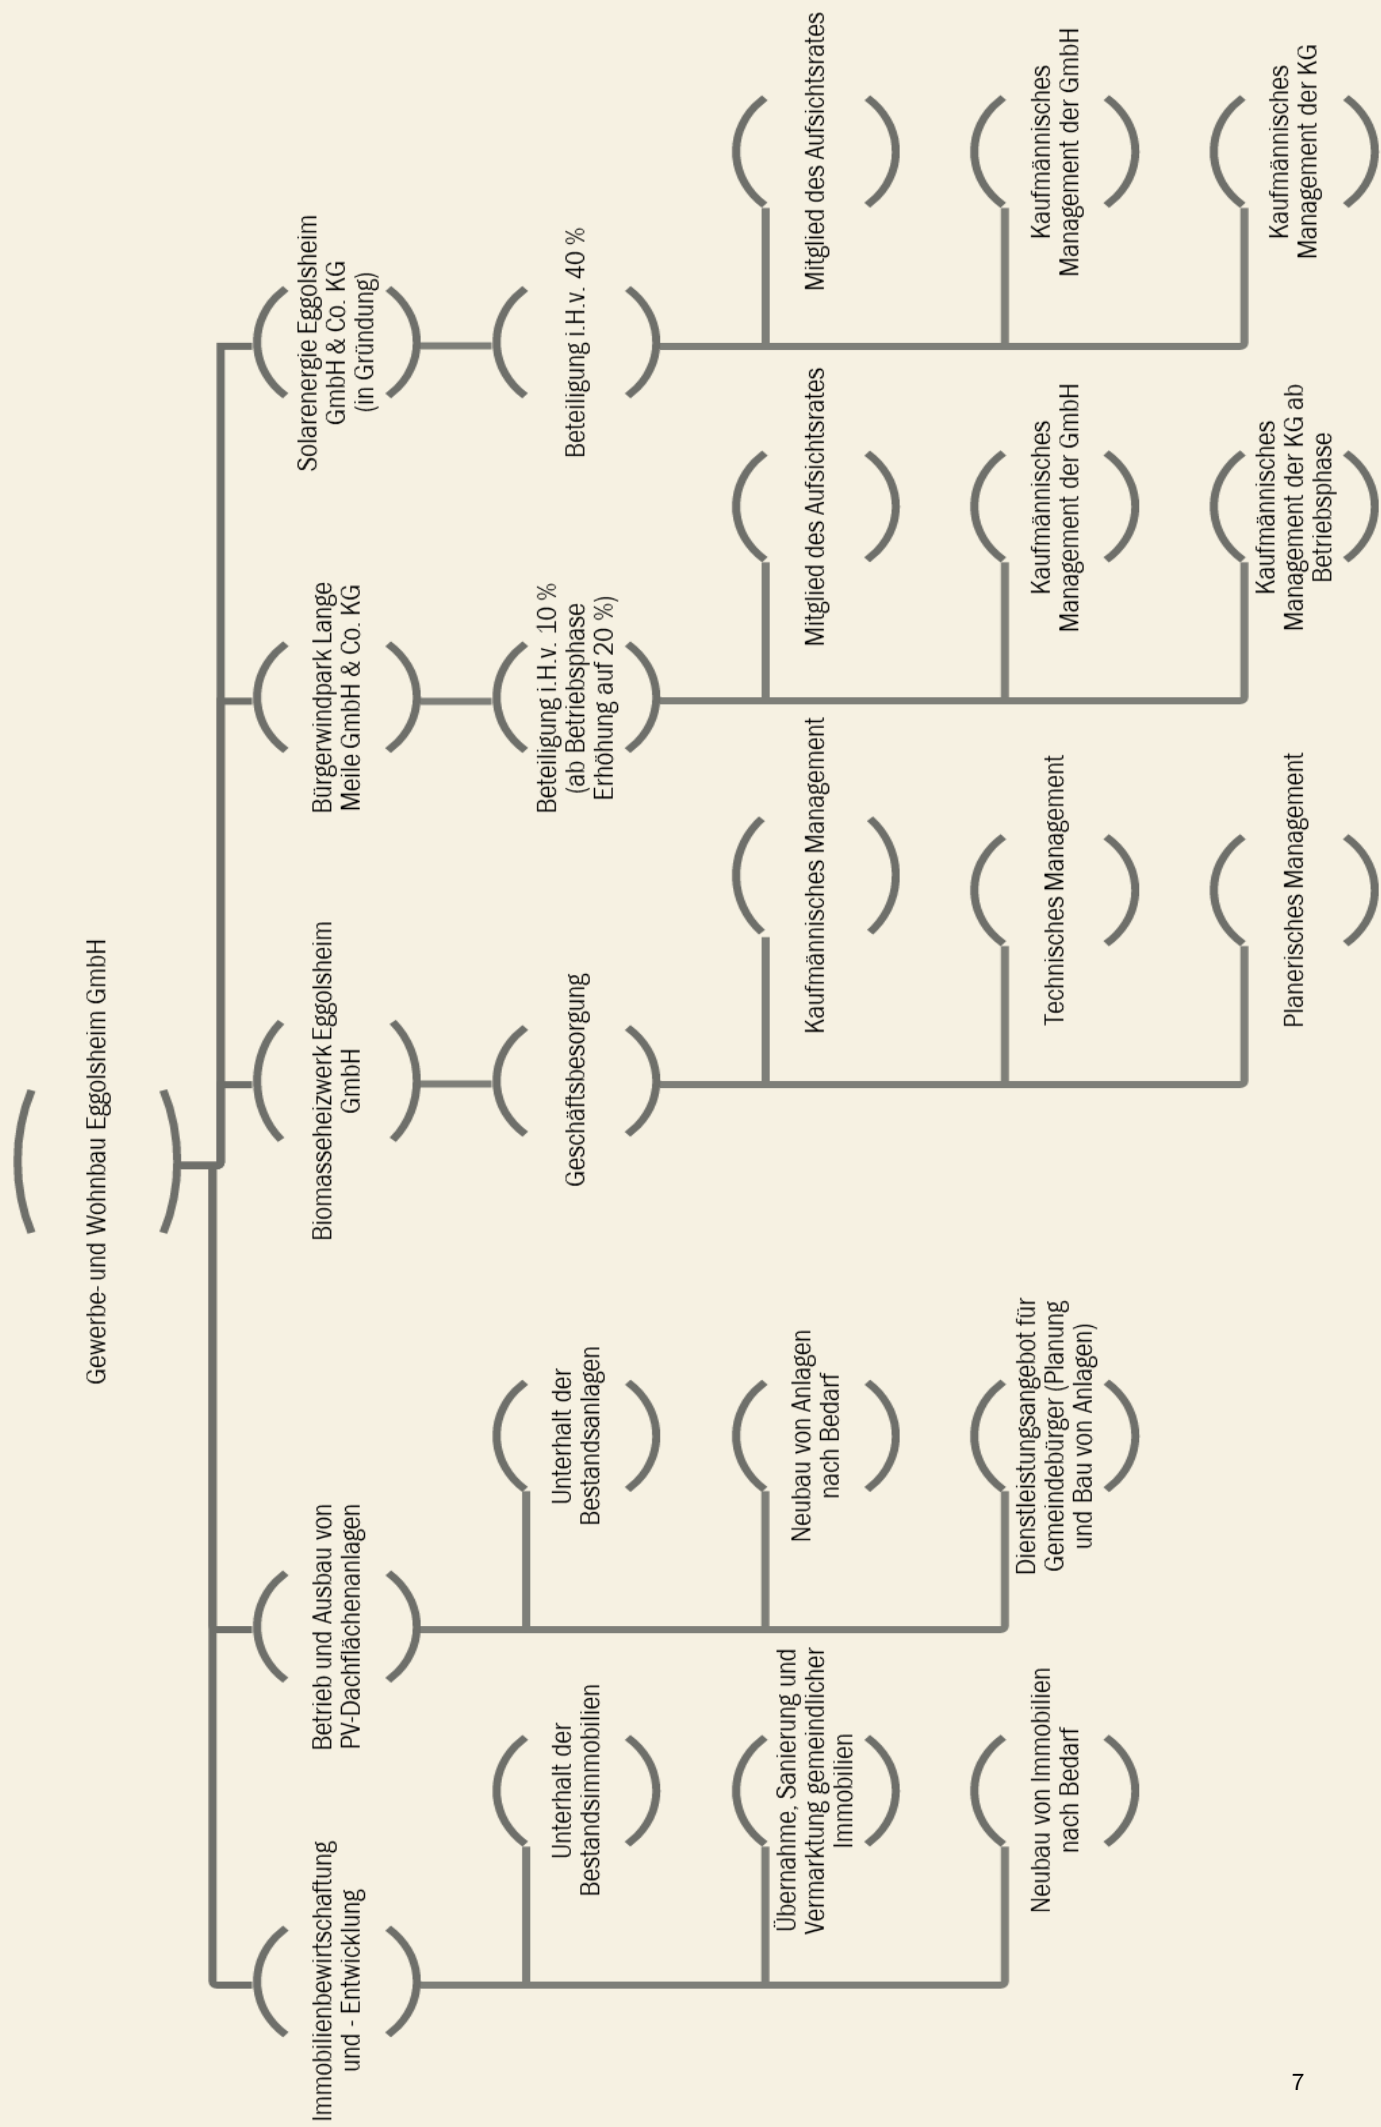 Gewerbe- und Wohnbau Eggolsheim GmbH
Immobilienbewirtschaftung
und - Entwicklung
Unterhalt der
Bestandsimmobilien
Übernahme, Sanierung und
Vermarktung gemeindlicher
Immobilien
Neubau von Immobilien
nach Bedarf
Betrieb und Ausbau von
PV-Dachflächenanlagen
Unterhalt der
Bestandsanlagen
Neubau von Anlagen
nach Bedarf
Dienstleistungsangebot für
Gemeindebürger (Planung
und Bau von Anlagen)
Biomasseheizwerk Eggolsheim
GmbH
Geschäftsbesorgung
Kaufmännisches Management
Technisches Management
Planerisches Management
Bürgerwindpark Lange
Meile GmbH & Co. KG
Beteiligung i.H.v. 10 %
(ab Betriebsphase
Erhöhung auf 20 %)
Mitglied des Aufsichtsrates
Kaufmännisches
Management der GmbH
Kaufmännisches
Management der KG ab
Betriebsphase
Solarenergie Eggolsheim
GmbH & Co. KG
(in Gründung)
Beteiligung i.H.v. 40 %
Mitglied des Aufsichtsrates
Kaufmännisches
Management der GmbH
Kaufmännisches
Management der KG
7